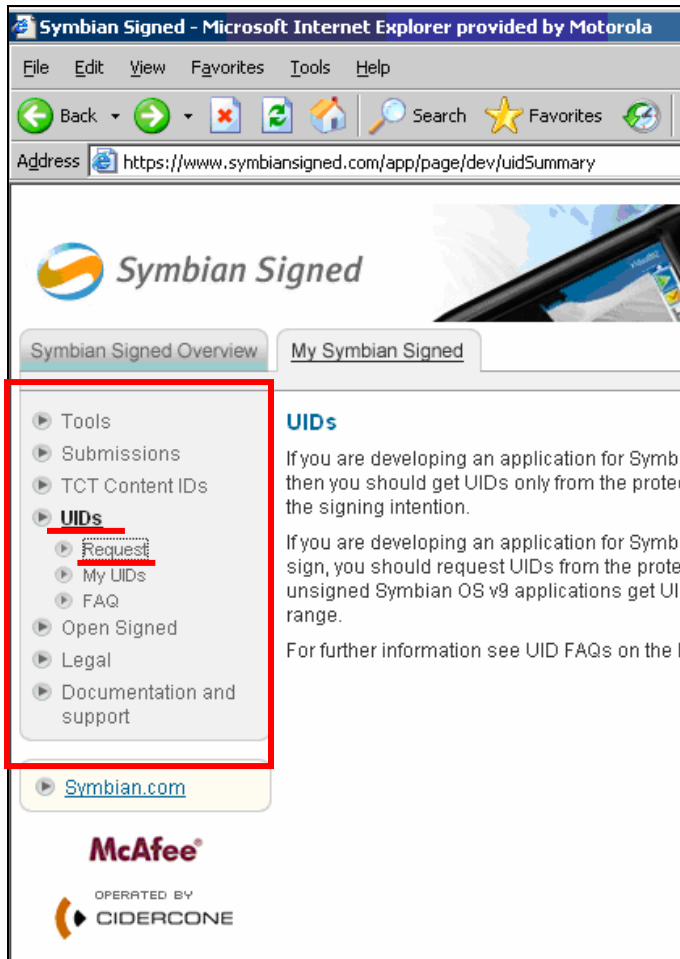 Symbian Signed - Microsoft Internet Explorer provided by Motorola
File Edit View Favorites Tools Help
Back Search Favorites
Address https://www.symbiansigned.com/app/page/dev/uidSummary
Symbian Signed
Symbian Signed Overview My Symbian Signed
Tools
Submissions
TCT Content IDs
UIDs
Request
My UIDs
FAQ
Open Signed
Legal
Documentation and
support
Symbian.com
McAfee®
OPERATED BY
CIDERCONE
UIDs
If you are developing an application for Symb
then you should get UIDs only from the prote
the signing intention.
If you are developing an application for Symb
sign, you should request UIDs from the prote
unsigned Symbian OS v9 applications get UI
range.
For further information see UID FAQs on the